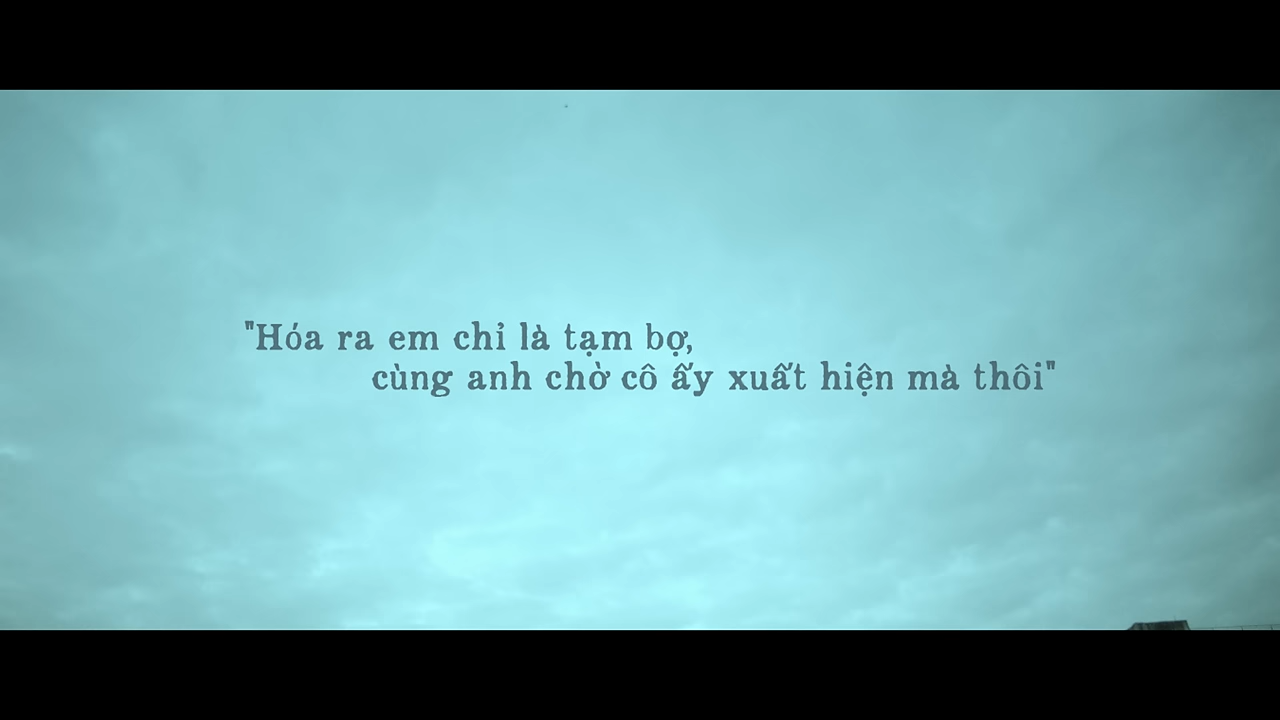 "Hóa ra em chỉ là tạm bợ,
cùng anh chờ cô ấy xuất hiện mà thôi"